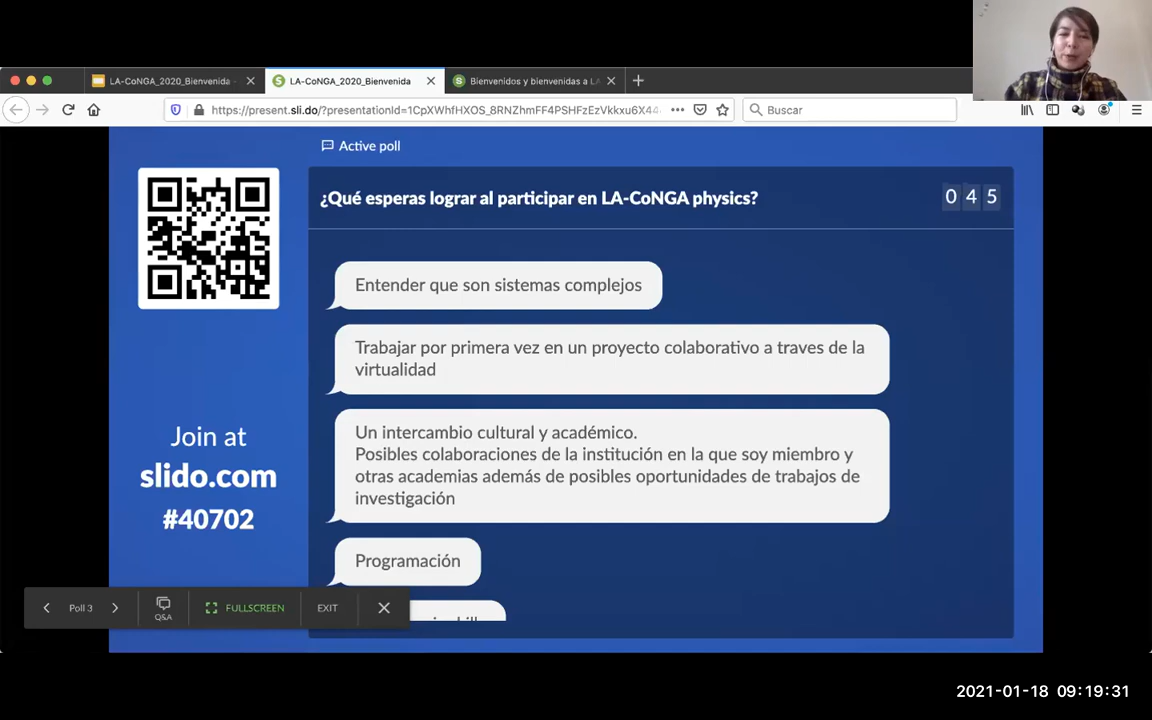 LA-CoNGA_2020_Bienvenida
LA-CoNGA_2020_Bienvenida
Bienvenidos y bienvenidas a LA
https://present.sli.do/?presentationId=1CpXWhfHXOS_8RNZhmFF4PSHFzEzVkkxu6X44
Buscar
Active poll
¿Qué esperas lograr al participar en LA-CoNGA physics?
045
Entender que son sistemas complejos
Trabajar por primera vez en un proyecto colaborativo a traves de la
virtualidad
Un intercambio cultural y académico.
Posibles colaboraciones de la institución en la que soy miembro y
otras academias además de posibles oportunidades de trabajos de
investigación
Programación
Join at
slido.com
#40702
Poll 3
Q&A
FULLSCREEN
EXIT
2021-01-18 09:19:31